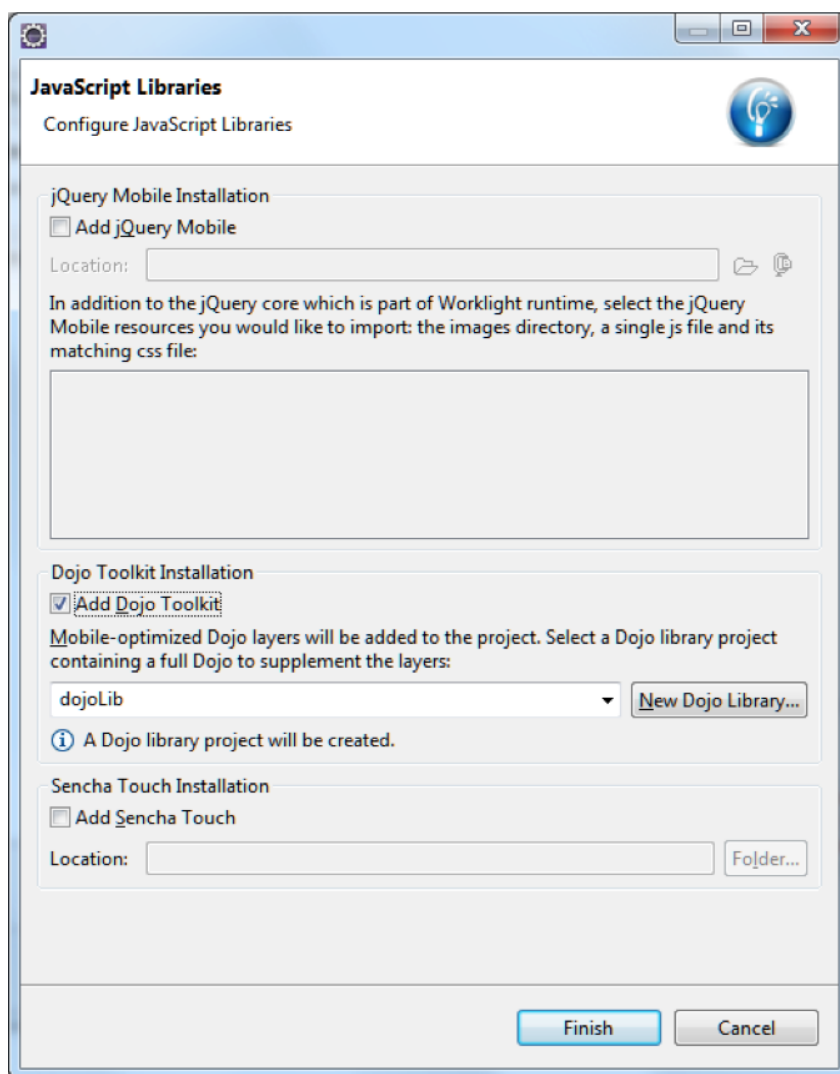 JavaScript Libraries
Configure JavaScript Libraries
jQuery Mobile Installation
Add jQuery Mobile
Location:
In addition to the jQuery core which is part of Worklight runtime, select the jQuery
Mobile resources you would like to import: the images directory, a single js file and its
matching css file:
Dojo Toolkit Installation
Add Dojo Toolkit
Mobile-optimized Dojo layers will be added to the project. Select a Dojo library project
containing a full Dojo to supplement the layers:
dojoLib
New Dojo Library...
A Dojo library project will be created.
Sencha Touch Installation
Add Sencha Touch
Location:
Folder...
Finish
Cancel